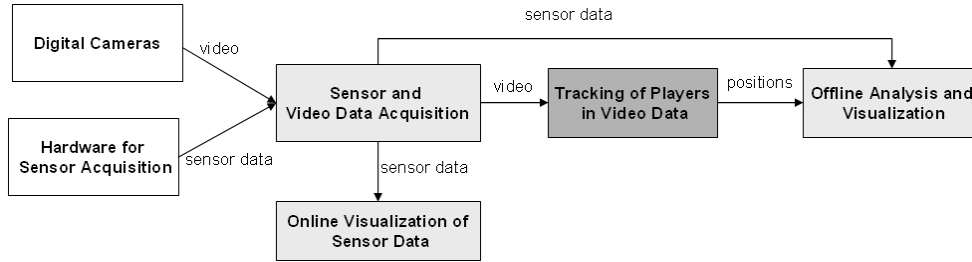 sensor data
Digital Cameras
video
Sensor and
Video Data Acquisition
video
Tracking of Players
in Video Data
positions
Offline Analysis and
Visualization
Hardware for
Sensor Acquisition
sensor data
sensor data
Online Visualization of
Sensor Data